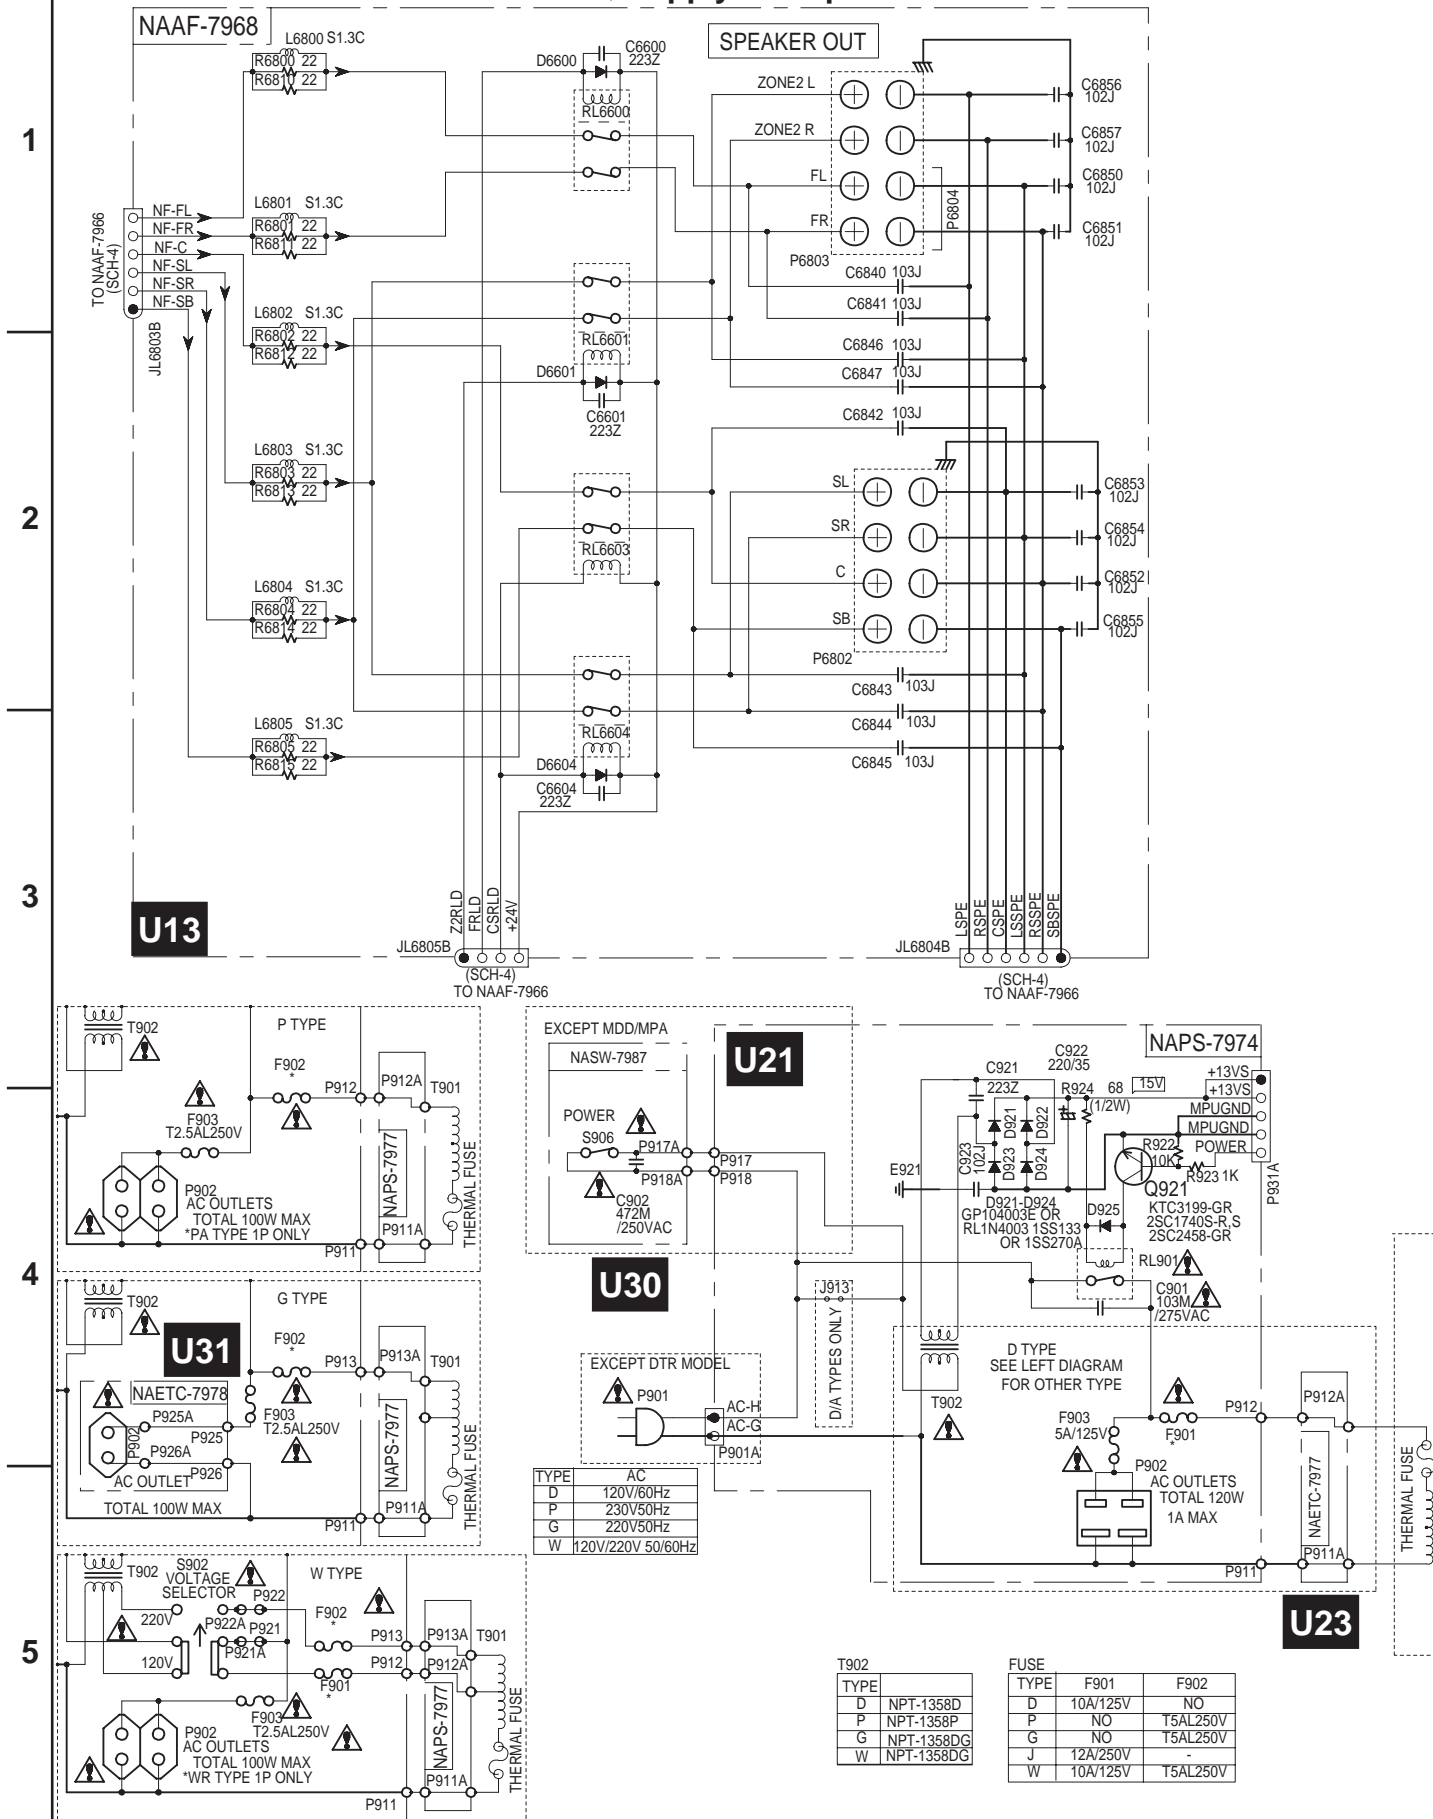 NAAF-7968
SPEAKER OUT
L6800 S1.3C
R6800 22
R6810 22
D6600
C6600
223Z
RL6600
ZONE2 L
ZONE2 R
FL
FR
P6804
P6803
C6856
102J
C6857
102J
C6850
102J
C6851
102J
1
TO NAAF-7966
(SCH-4)
NF-FL
NF-FR
NF-C
NF-SL
NF-SR
NF-SB
JL6803B
L6801 S1.3C
R6801 22
R6811 22
L6802 S1.3C
R6802 22
R6812 22
RL6601
D6601
C6601
223Z
C6840 103J
C6841 103J
C6846 103J
C6847 103J
C6842 103J
2
L6803 S1.3C
R6803 22
R6813 22
RL6603
SL
SR
C
SB
P6802
C6853
102J
C6854
102J
C6852
102J
C6855
102J
L6804 S1.3C
R6804 22
R6814 22
C6843 103J
C6844 103J
C6845 103J
L6805 S1.3C
R6805 22
R6815 22
RL6604
D6604
C6604
223Z
3
U13
Z2RLD
FRLD
CSRLD
+24V
JL6805B
(SCH-4)
TO NAAF-7966
LSPE
RSPE
CSPE
LSSPE
RSSPE
SBSPE
JL6804B
(SCH-4)
TO NAAF-7966
T902
P TYPE
F902
*
P912
P912A
T901
F903
T2.5AL250V
P902
AC OUTLETS
TOTAL 100W MAX
*PA TYPE 1P ONLY
NAPS-7977
P911A
P911
THERMAL FUSE
EXCEPT MDD/MPA
NASW-7987
POWER
S906
P917A
P918A
P917
P918
C902
472M
/250VAC
U21
U30
NAPS-7974
C921
223Z
C922
220/35
R924
68
(1/2W)
15V
+13VS
+13VS
MPUGND
MPUGND
POWER
P931A
D921
D922
D923
D924
C923
102J
E921
R922
10K
R923 1K
Q921
KTC3199-GR
2SC1740S-R,S
2SC2458-GR
D921-D924
GP104003E OR
RL1N4003
D925
1SS133
OR 1SS270A
RL901
C901
103M
/275VAC
4
T902
G TYPE
U31
F902
*
P913
P913A
T901
NAETC-7978
P925A
P925
P926A
P926
P902
AC OUTLET
TOTAL 100W MAX
F903
T2.5AL250V
NAPS-7977
P911A
P911
THERMAL FUSE
J913
D/A TYPES ONLY
EXCEPT DTR MODEL
P901
AC-H
AC-G
P901A
T902
D TYPE
SEE LEFT DIAGRAM
FOR OTHER TYPE
F903
5A/125V
F901
*
P902
AC OUTLETS
TOTAL 120W
1A MAX
P912
P912A
NAETC-7977
P911A
P911
THERMAL FUSE
U23
TYPE AC
D 120V/60Hz
P 230V50Hz
G 220V50Hz
W 120V/220V 50/60Hz
5
T902
S902
VOLTAGE
SELECTOR
220V
120V
P922
P922A
P921
P921A
W TYPE
F902
*
F901
*
P913
P913A
P912
P912A
T901
F903
T2.5AL250V
P902
AC OUTLETS
TOTAL 100W MAX
*WR TYPE 1P ONLY
NAPS-7977
P911A
P911
THERMAL FUSE
T902
TYPE
D NPT-1358D
P NPT-1358P
G NPT-1358DG
W NPT-1358DG
FUSE
TYPE F901 F902
D 10A/125V NO
P NO T5AL250V
G NO T5AL250V
J 12A/250V -
W 10A/125V T5AL250V